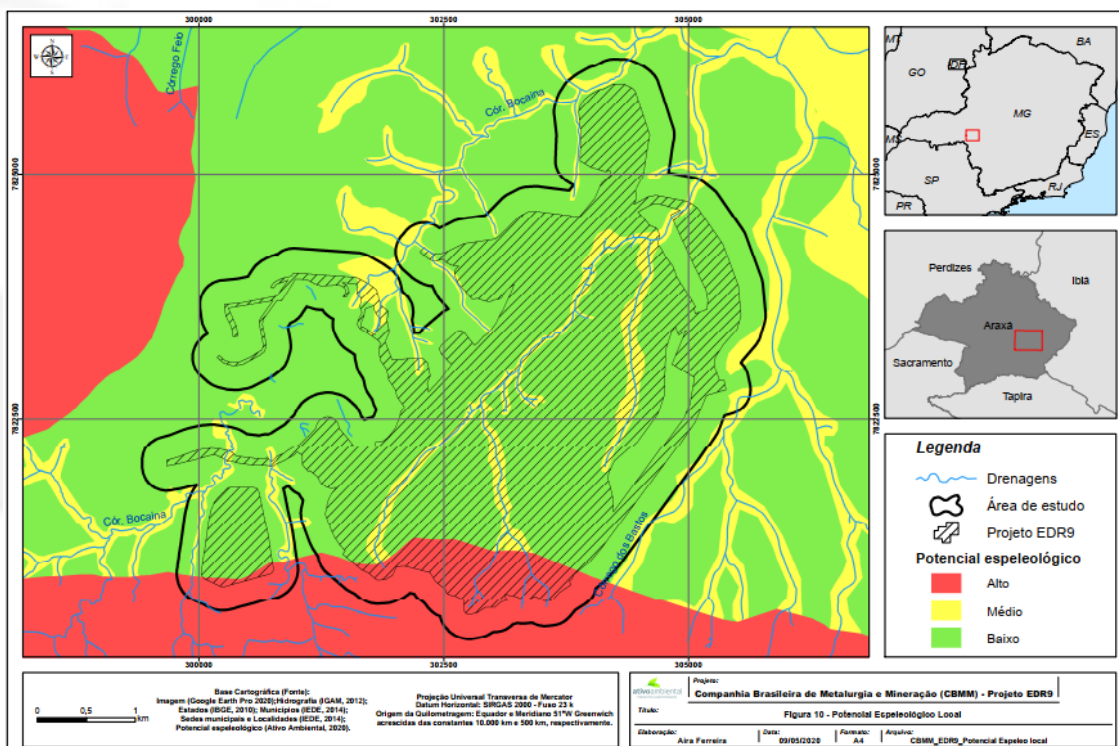 300000
302500
305000
Córrego Feio
Cór. Bocaina
7825000
7825000
7822500
7822500
Cór. Bocaina
Córrego dos Bastos
300000
302500
305000
GO
DF
BA
MG
ES
SP
RJ
PR
Perdizes
Ibiá
Araxá
Sacramento
Tapira
Legenda
Drenagens
Área de estudo
Projeto EDR9
Potencial espeleológico
Alto
Médio
Baixo
0 0,5 1
km
Base Cartográfica (Fonte):
Imagem (Google Earth Pro 2020);Hidrografia (IGAM, 2012);
Estados (IBGE, 2010); Municípios (IEDE, 2014);
Sedes municipais e Localidades (IEDE, 2014);
Potencial espeleológico (Ativo Ambiental, 2020).
Projeção Universal Transversa de Mercator
Datum Horizontal: SIRGAS 2000 - Fuso 23 k
Origem da Quilometragem: Equador e Meridiano 51°W Greenwich
acrescidas das constantes 10.000 km e 500 km, respectivamente.
ativoambiental
Projeto:
Companhia Brasileira de Metalurgia e Mineração (CBMM) - Projeto EDR9
Título:
Figura 10 - Potencial Espeleológico Local
Elaboração:
Aira Ferreira
Data:
09/05/2020
Formato:
A4
Arquivo:
CBMM_EDR9_Potencial Espeleo local